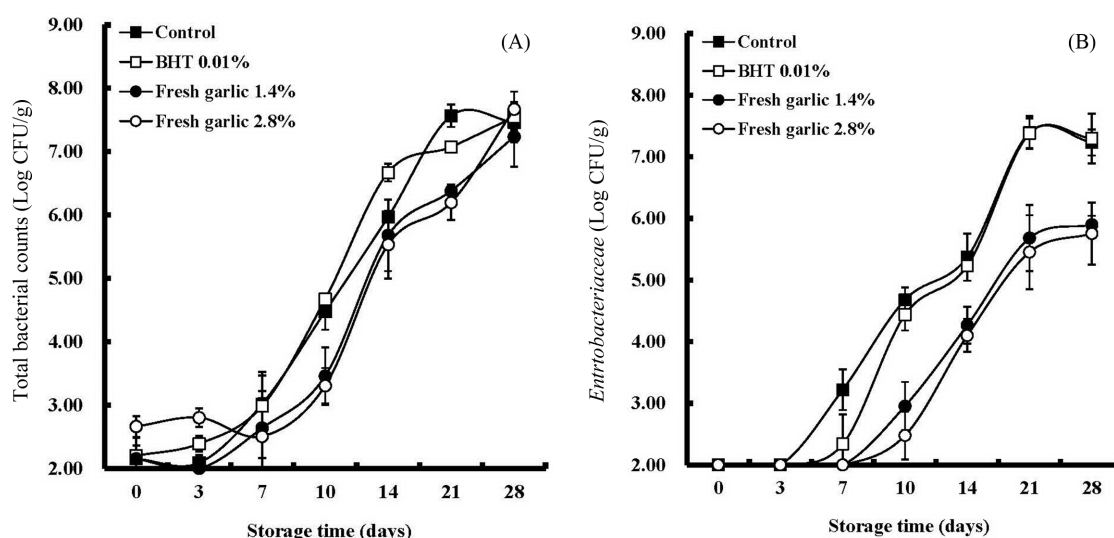 9.00
8.00
7.00
6.00
5.00
4.00
3.00
2.00
Total bacterial counts (Log CFU/g)
Control
BHT 0.01%
Fresh garlic 1.4%
Fresh garlic 2.8%
(A)
0 3 7 10 14 21 28
Storage time (days)
9.00
8.00
7.00
6.00
5.00
4.00
3.00
2.00
Entrtobacteriaceae (Log CFU/g)
Control
BHT 0.01%
Fresh garlic 1.4%
Fresh garlic 2.8%
(B)
0 3 7 10 14 21 28
Storage time (days)